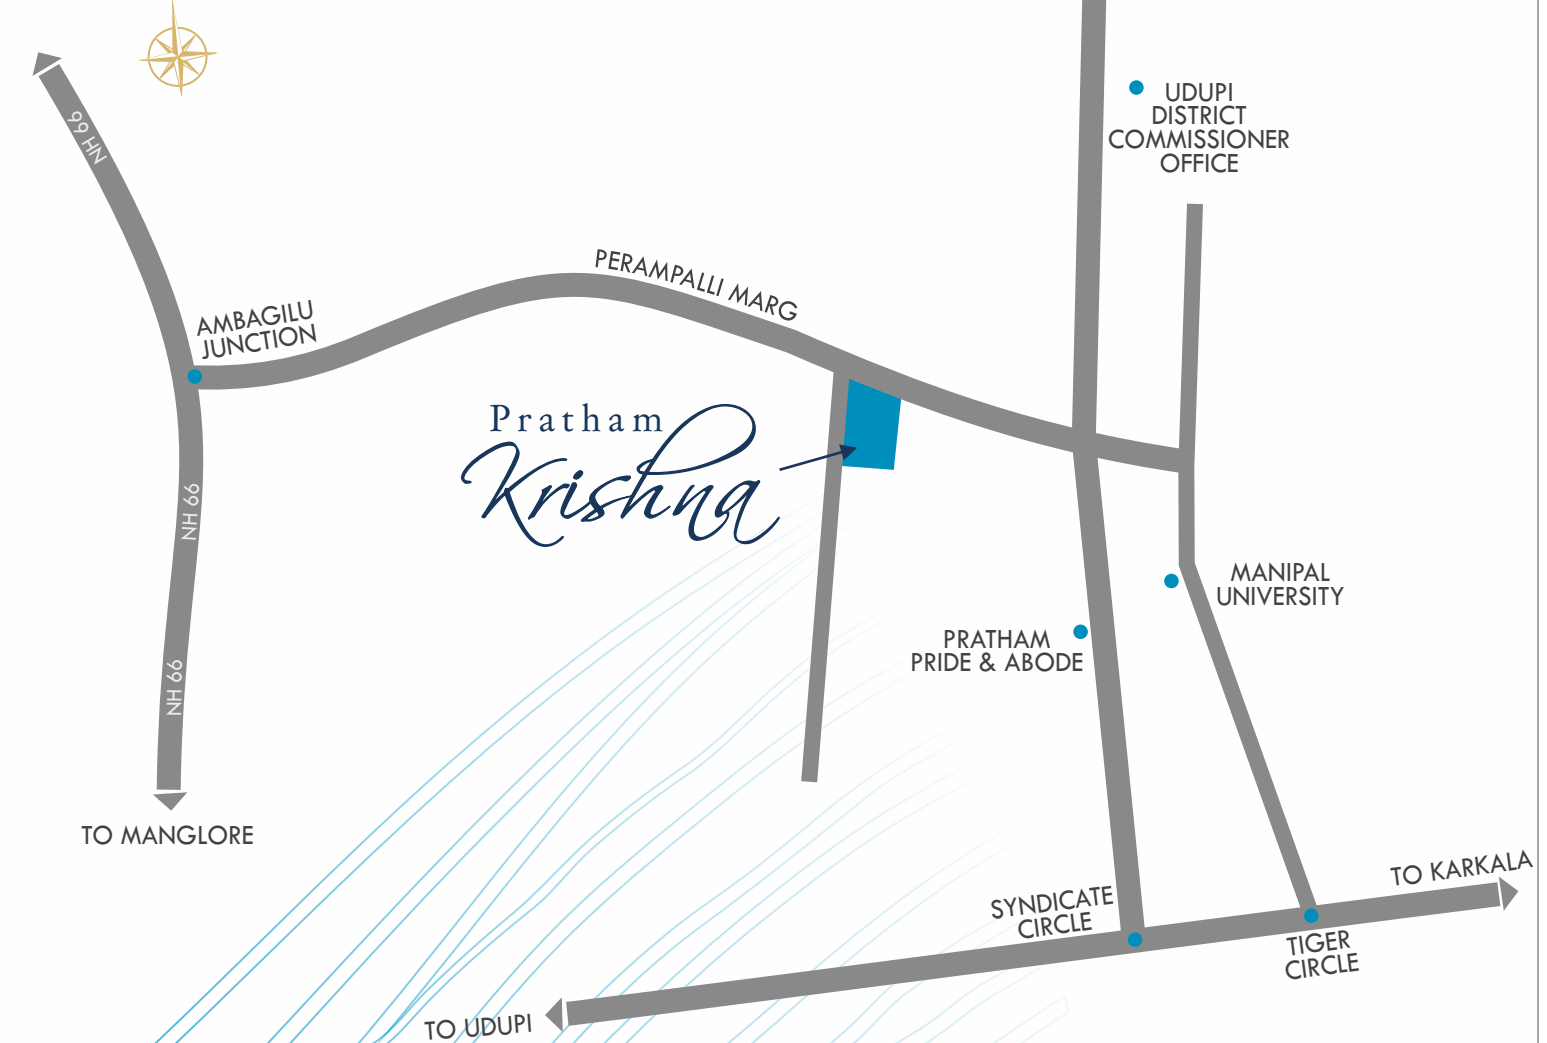 UDUPI
DISTRICT
COMMISSIONER
OFFICE
NH 66
PERAMPALLI MARG
AMBAGILU
JUNCTION
Pratham
Krishna
NH 66
MANIPAL
UNIVERSITY
PRATHAM
PRIDE & ABODE
NH 66
TO MANGLORE
TO KARKALA
SYNDICATE
CIRCLE
TIGER
CIRCLE
TO UDUPI